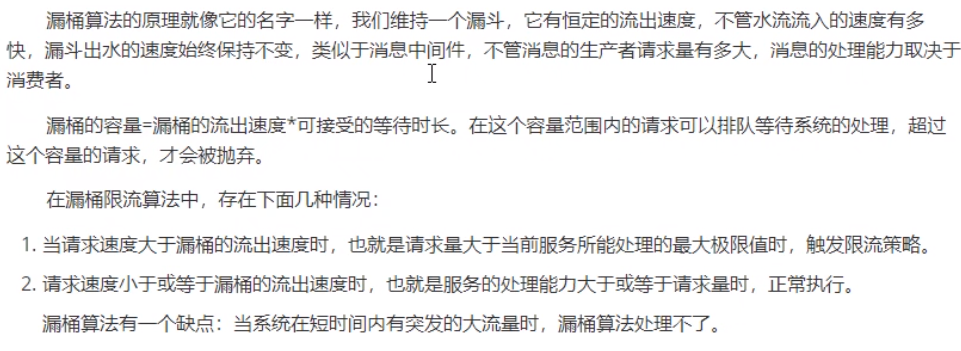 漏桶算法的原理就像它的名字一样，我们维持一个漏斗，它有恒定的流出速度，不管水流流入的速度有多
快，漏斗出水的速度始终保持不变，类似于消息中间件，不管消息的生产者请求量有多大，消息的处理能力取决于
消费者。
漏桶的容量=漏桶的流出速度*可接受的等待时长。在这个容量范围内的请求可以排队等待系统的处理，超过
这个容量的请求，才会被抛弃。
在漏桶限流算法中，存在下面几种情况：
1. 当请求速度大于漏桶的流出速度时，也就是请求量大于当前服务所能处理的最大极限值时，触发限流策略。
2. 请求速度小于或等于漏桶的流出速度时，也就是服务的处理能力大于或等于请求量时，正常执行。
漏桶算法有一个缺点：当系统在短时间内有突发的大流量时，漏桶算法处理不了。